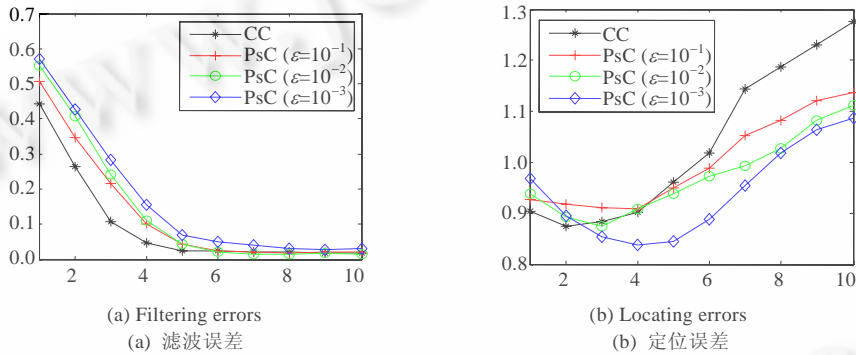 0.7
0.6
0.5
0.4
0.3
0.2
0.1
0.0
2 4 6 8 10
CC
PsC (ε=10⁻¹)
PsC (ε=10⁻²)
PsC (ε=10⁻³)
(a) Filtering errors
(a) 滤波误差
1.3
1.2
1.1
1.0
0.9
0.8
2 4 6 8 10
CC
PsC (ε=10⁻¹)
PsC (ε=10⁻²)
PsC (ε=10⁻³)
(b) Locating errors
(b) 定位误差